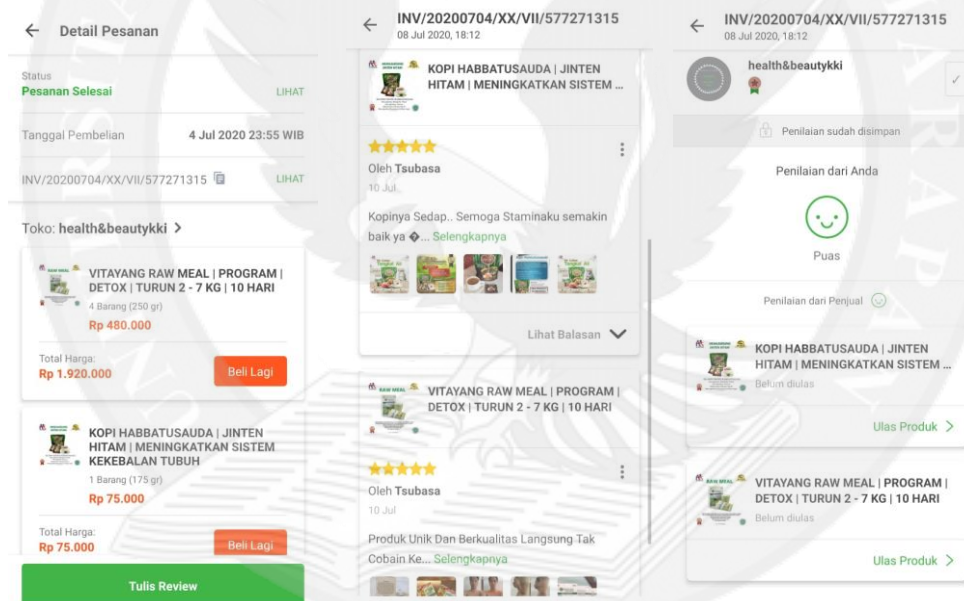 Detail Pesanan
Status
Pesanan Selesai
LIHAT
Tanggal Pembelian
4 Jul 2020 23:55 WIB
INV/20200704/XX/VII/577271315
LIHAT
Toko: health&beautykki >
VITAYANG RAW MEAL | PROGRAM |
DETOX | TURUN 2 - 7 KG | 10 HARI
4 Barang (250 gr)
Rp 480.000
Total Harga:
Rp 1.920.000
Beli Lagi
KOPI HABBATUSAUDA | JINTEN
HITAM | MENINGKATKAN SISTEM
KEKEBALAN TUBUH
1 Barang (175 gr)
Rp 75.000
Total Harga:
Rp 75.000
Beli Lagi
Tulis Review
INV/20200704/XX/VII/577271315
08 Jul 2020, 18:12
KOPI HABBATUSAUDA | JINTEN
HITAM | MENINGKATKAN SISTEM ...
Oleh Tsubasa
10 Jul
Kopinya Sedap.. Semoga Staminaku semakin
baik ya �... Selengkapnya
Lihat Balasan
VITAYANG RAW MEAL | PROGRAM |
DETOX | TURUN 2 - 7 KG | 10 HARI
Oleh Tsubasa
10 Jul
Produk Unik Dan Berkualitas Langsung Tak
Cobain Ke... Selengkapnya
INV/20200704/XX/VII/577271315
08 Jul 2020, 18:12
health&beautykki
Penilaian sudah disimpan
Penilaian dari Anda
Puas
Penilaian dari Penjual
KOPI HABBATUSAUDA | JINTEN
HITAM | MENINGKATKAN SISTEM ...
Belum diulas
Ulas Produk >
VITAYANG RAW MEAL | PROGRAM |
DETOX | TURUN 2 - 7 KG | 10 HARI
Belum diulas
Ulas Produk >